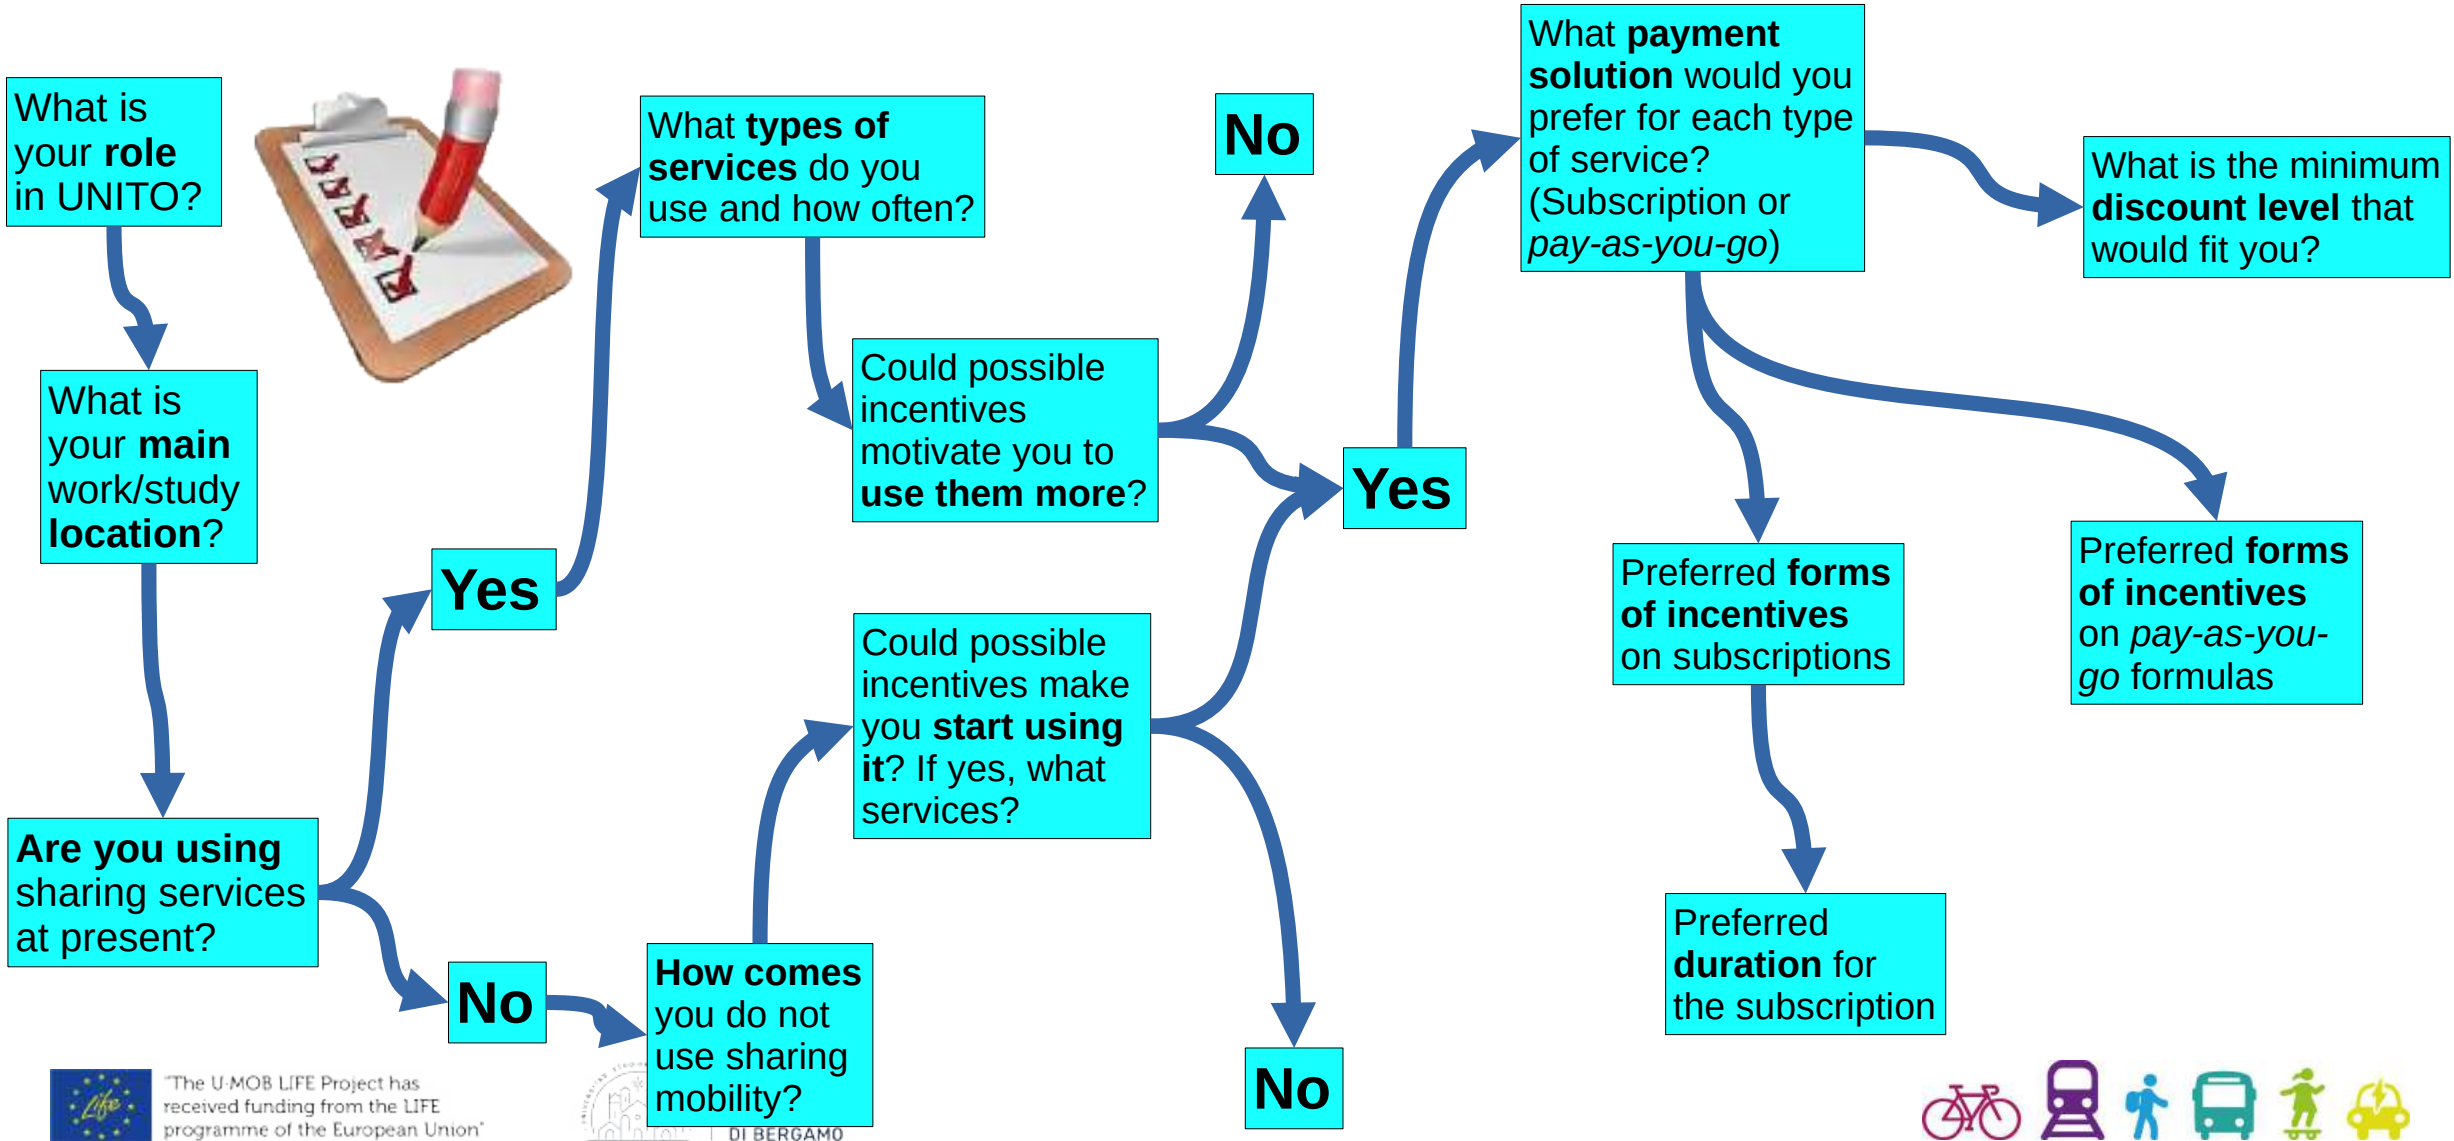 What is
your role
in UNITO?
What is
your main
work/study
location?
Are you using
sharing services
at present?
Yes
No
What types of
services do you
use and how often?
Could possible
incentives
motivate you to
use them more?
How comes
you do not
use sharing
mobility?
Could possible
incentives make
you start using
it? If yes, what
services?
No
Yes
No
What payment
solution would you
prefer for each type
of service?
(Subscription or
pay-as-you-go)
What is the minimum
discount level that
would fit you?
Preferred forms
of incentives
on subscriptions
Preferred forms
of incentives
on pay-as-you-
go formulas
Preferred
duration for
the subscription
Life
"The U-MOB LIFE Project has
received funding from the LIFE
programme of the European Union"
DI BERGAMO